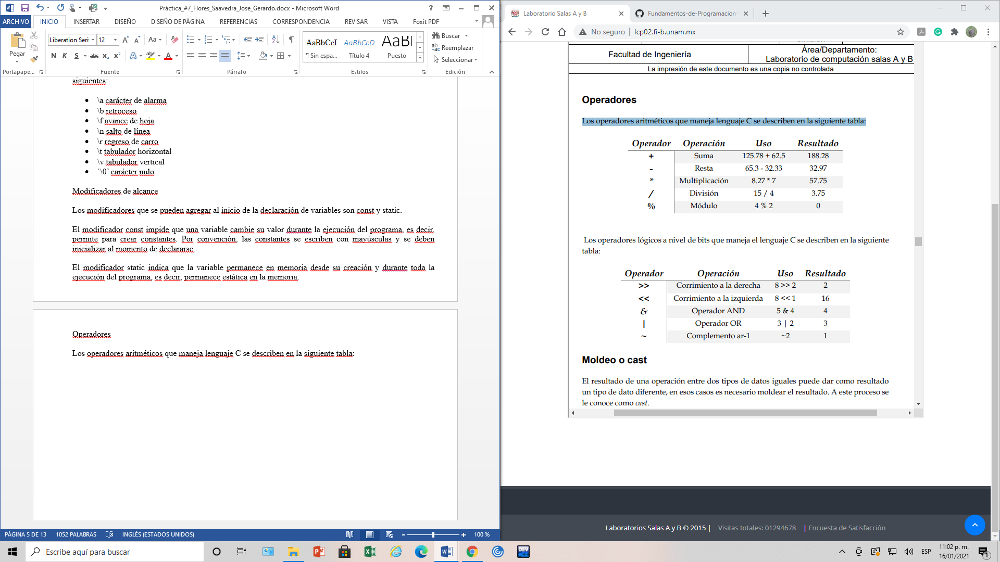 Práctica_#7_Flores_Saavedra_Jose_Gerardo.docx - Microsoft Word
ARCHIVO INICIO INSERTAR DISEÑO DISEÑO DE PÁGINA REFERENCIAS CORRESPONDENCIA REVISAR VISTA Foxit PDF
Pegar
Liberation Seri 12
Aa
N K S abc x₂ x²
AaBbCcI AaBbCcD AaBl
¶ Sin espa... Título 4 Puesto
Buscar
Reemplazar
Seleccionar
Portapape... Fuente Párrafo Estilos Edición
siguientes:
• \a carácter de alarma
• \b retroceso
• \f avance de hoja
• \n salto de línea
• \r regreso de carro
• \t tabulador horizontal
• \v tabulador vertical
• ‘\0’ carácter nulo
Modificadores de alcance
Los modificadores que se pueden agregar al inicio de la declaración de variables son const y static.
El modificador const impide que una variable cambie su valor durante la ejecución del programa, es decir,
permite para crear constantes. Por convención, las constantes se escriben con mayúsculas y se deben
inicializar al momento de declararse.
El modificador static indica que la variable permanece en memoria desde su creación y durante toda la
ejecución del programa, es decir, permanece estática en la memoria.
Operadores
Los operadores aritméticos que maneja lenguaje C se describen en la siguiente tabla:
PÁGINA 5 DE 13 1052 PALABRAS INGLÉS (ESTADOS UNIDOS) 100 %
Laboratorio Salas A y B
Fundamentos-de-Programacion-
No seguro | lcp02.fi-b.unam.mx
Facultad de Ingeniería
Área/Departamento:
Laboratorio de computación salas A y B
La impresión de este documento es una copia no controlada
Operadores
Los operadores aritméticos que maneja lenguaje C se describen en la siguiente tabla:
Operador Operación Uso Resultado
+ Suma 125.78 + 62.5 188.28
- Resta 65.3 - 32.33 32.97
* Multiplicación 8.27 * 7 57.75
/ División 15 / 4 3.75
% Módulo 4 % 2 0
Los operadores lógicos a nivel de bits que maneja el lenguaje C se describen en la siguiente
tabla:
Operador Operación Uso Resultado
>> Corrimiento a la derecha 8 >> 2 2
<< Corrimiento a la izquierda 8 << 1 16
& Operador AND 5 & 4 4
| Operador OR 3 | 2 3
~ Complemento ar-1 ~2 1
Moldeo o cast
El resultado de una operación entre dos tipos de datos iguales puede dar como resultado
un tipo de dato diferente, en esos casos es necesario moldear el resultado. A este proceso se
le conoce como cast.
Laboratorios Salas A y B © 2015 | Visitas totales: 01294678 | Encuesta de Satisfacción
Escribe aquí para buscar
ESP
11:02 p. m.
16/01/2021